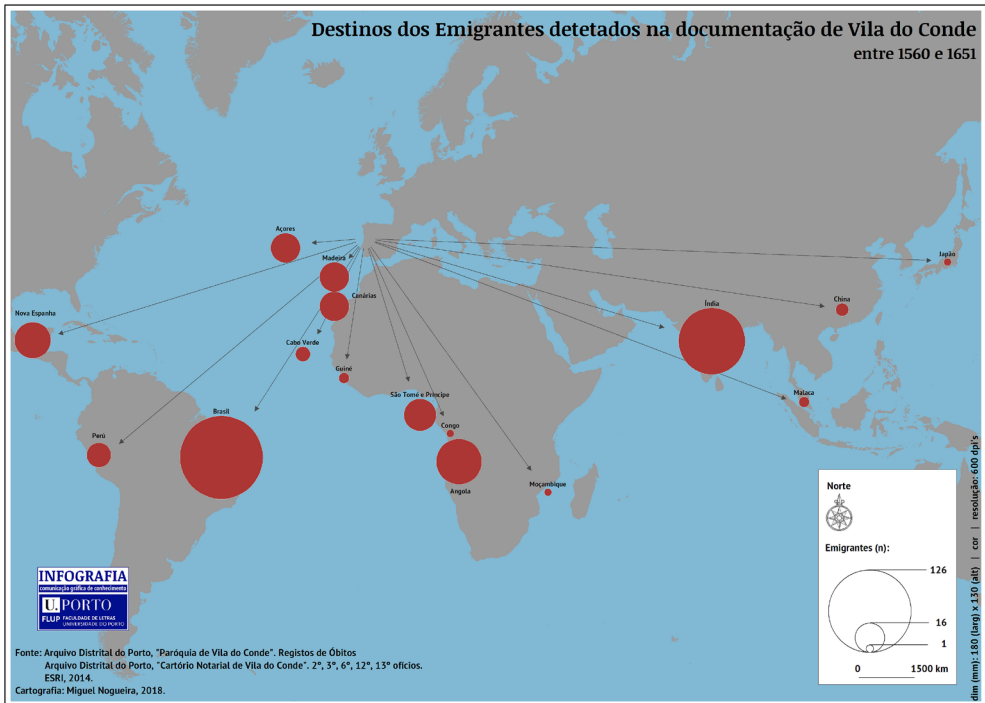 Destinos dos Emigrantes detetados na documentação de Vila do Conde
entre 1560 e 1651
Açores
Madeira
Canárias
Nova Espanha
Cabo Verde
Guiné
Japão
China
Índia
Malaca
São Tomé e Príncipe
Brasil
Congo
Perú
Angola
Moçambique
Norte
Emigrantes (n):
126
16
1
0 1500 km
dim (mm): 180 (larg) x 130 (alt) | cor | resolução: 600 dpi's
INFOGRAFIA
comunicação gráfica de conhecimento
U. PORTO
FLUP FACULDADE DE LETRAS
UNIVERSIDADE DO PORTO
Fonte: Arquivo Distrital do Porto, "Paróquia de Vila do Conde". Registos de Óbitos
Arquivo Distrital do Porto, "Cartório Notarial de Vila do Conde". 2º, 3º, 6º, 12º, 13º ofícios.
ESRI, 2014.
Cartografia: Miguel Nogueira, 2018.